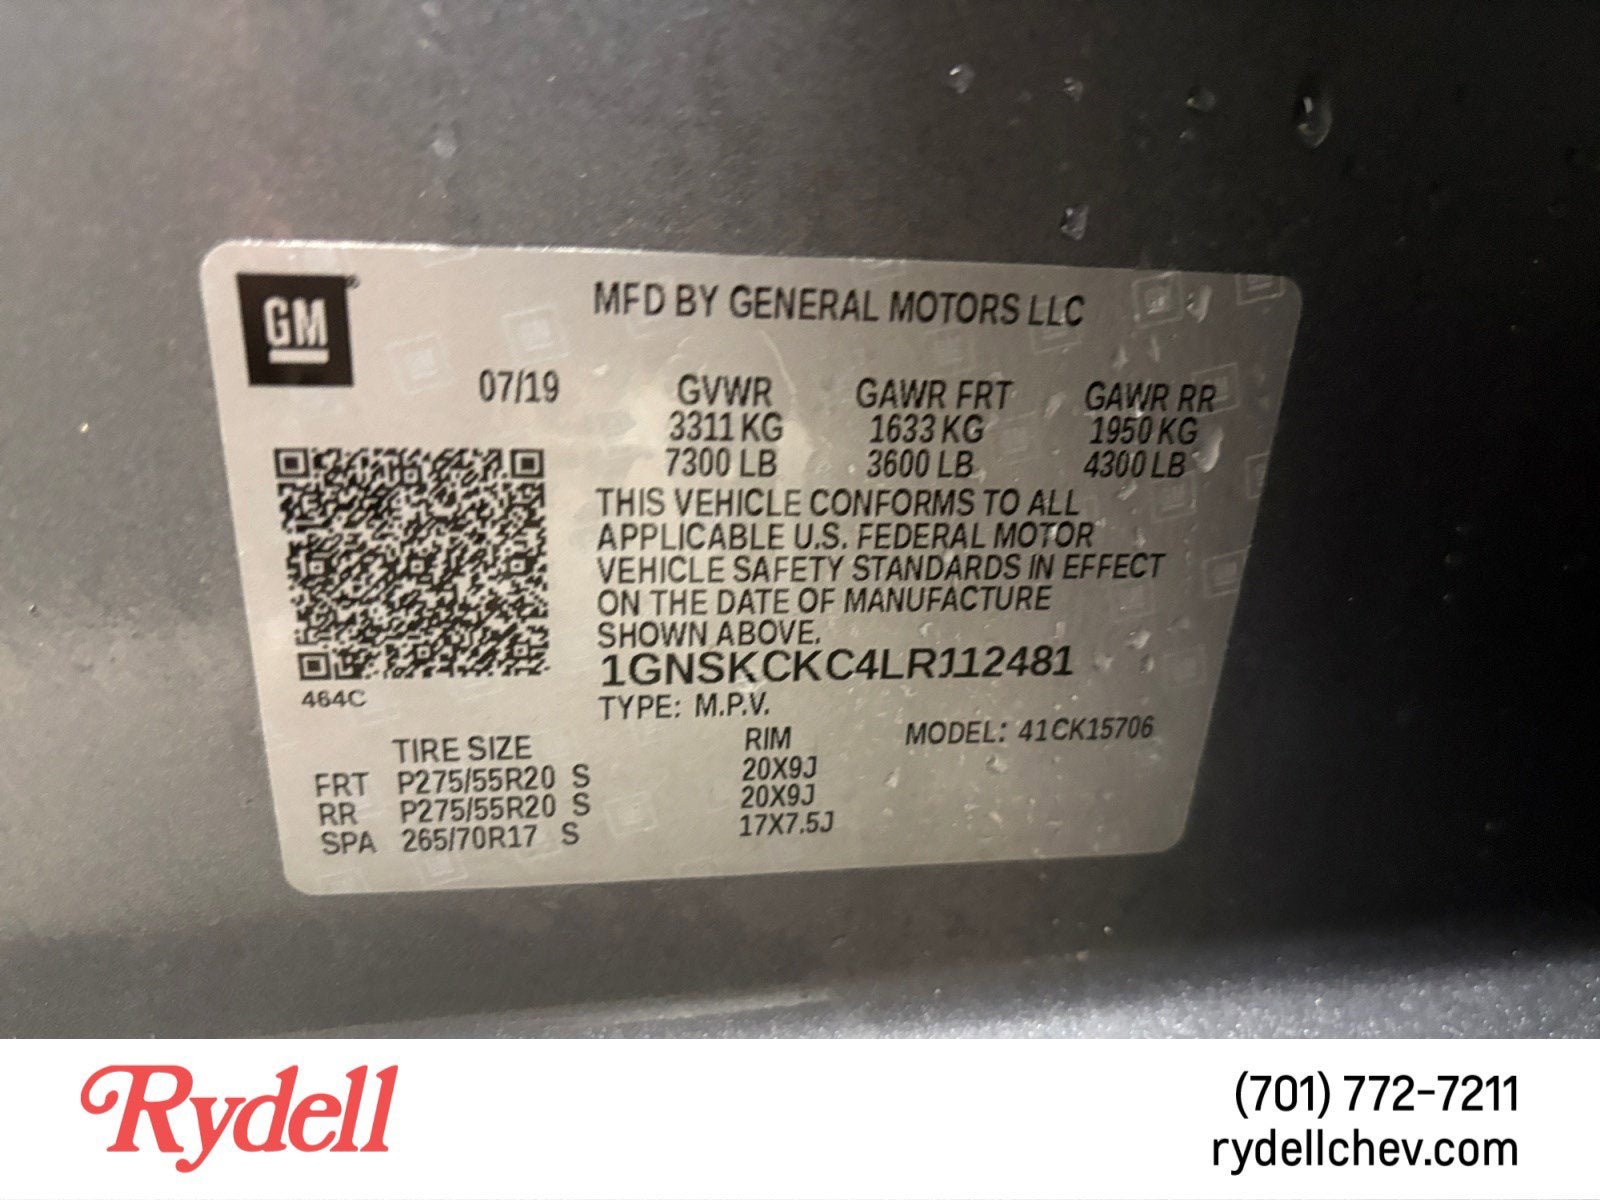 GM
MFD BY GENERAL MOTORS LLC
07/19 GVWR GAWR FRT GAWR RR
3311 KG 1633 KG 1950 KG
7300 LB 3600 LB 4300 LB
THIS VEHICLE CONFORMS TO ALL
APPLICABLE U.S. FEDERAL MOTOR
VEHICLE SAFETY STANDARDS IN EFFECT
ON THE DATE OF MANUFACTURE
SHOWN ABOVE.
1GNSKCKC4LR112481
464C
TYPE: M.P.V.
MODEL: 41CK15706
TIRE SIZE RIM
FRT P275/55R20 S 20X9J
RR P275/55R20 S 20X9J
SPA 265/70R17 S 17X7.5J
Rydell
(701) 772-7211
rydellchev.com